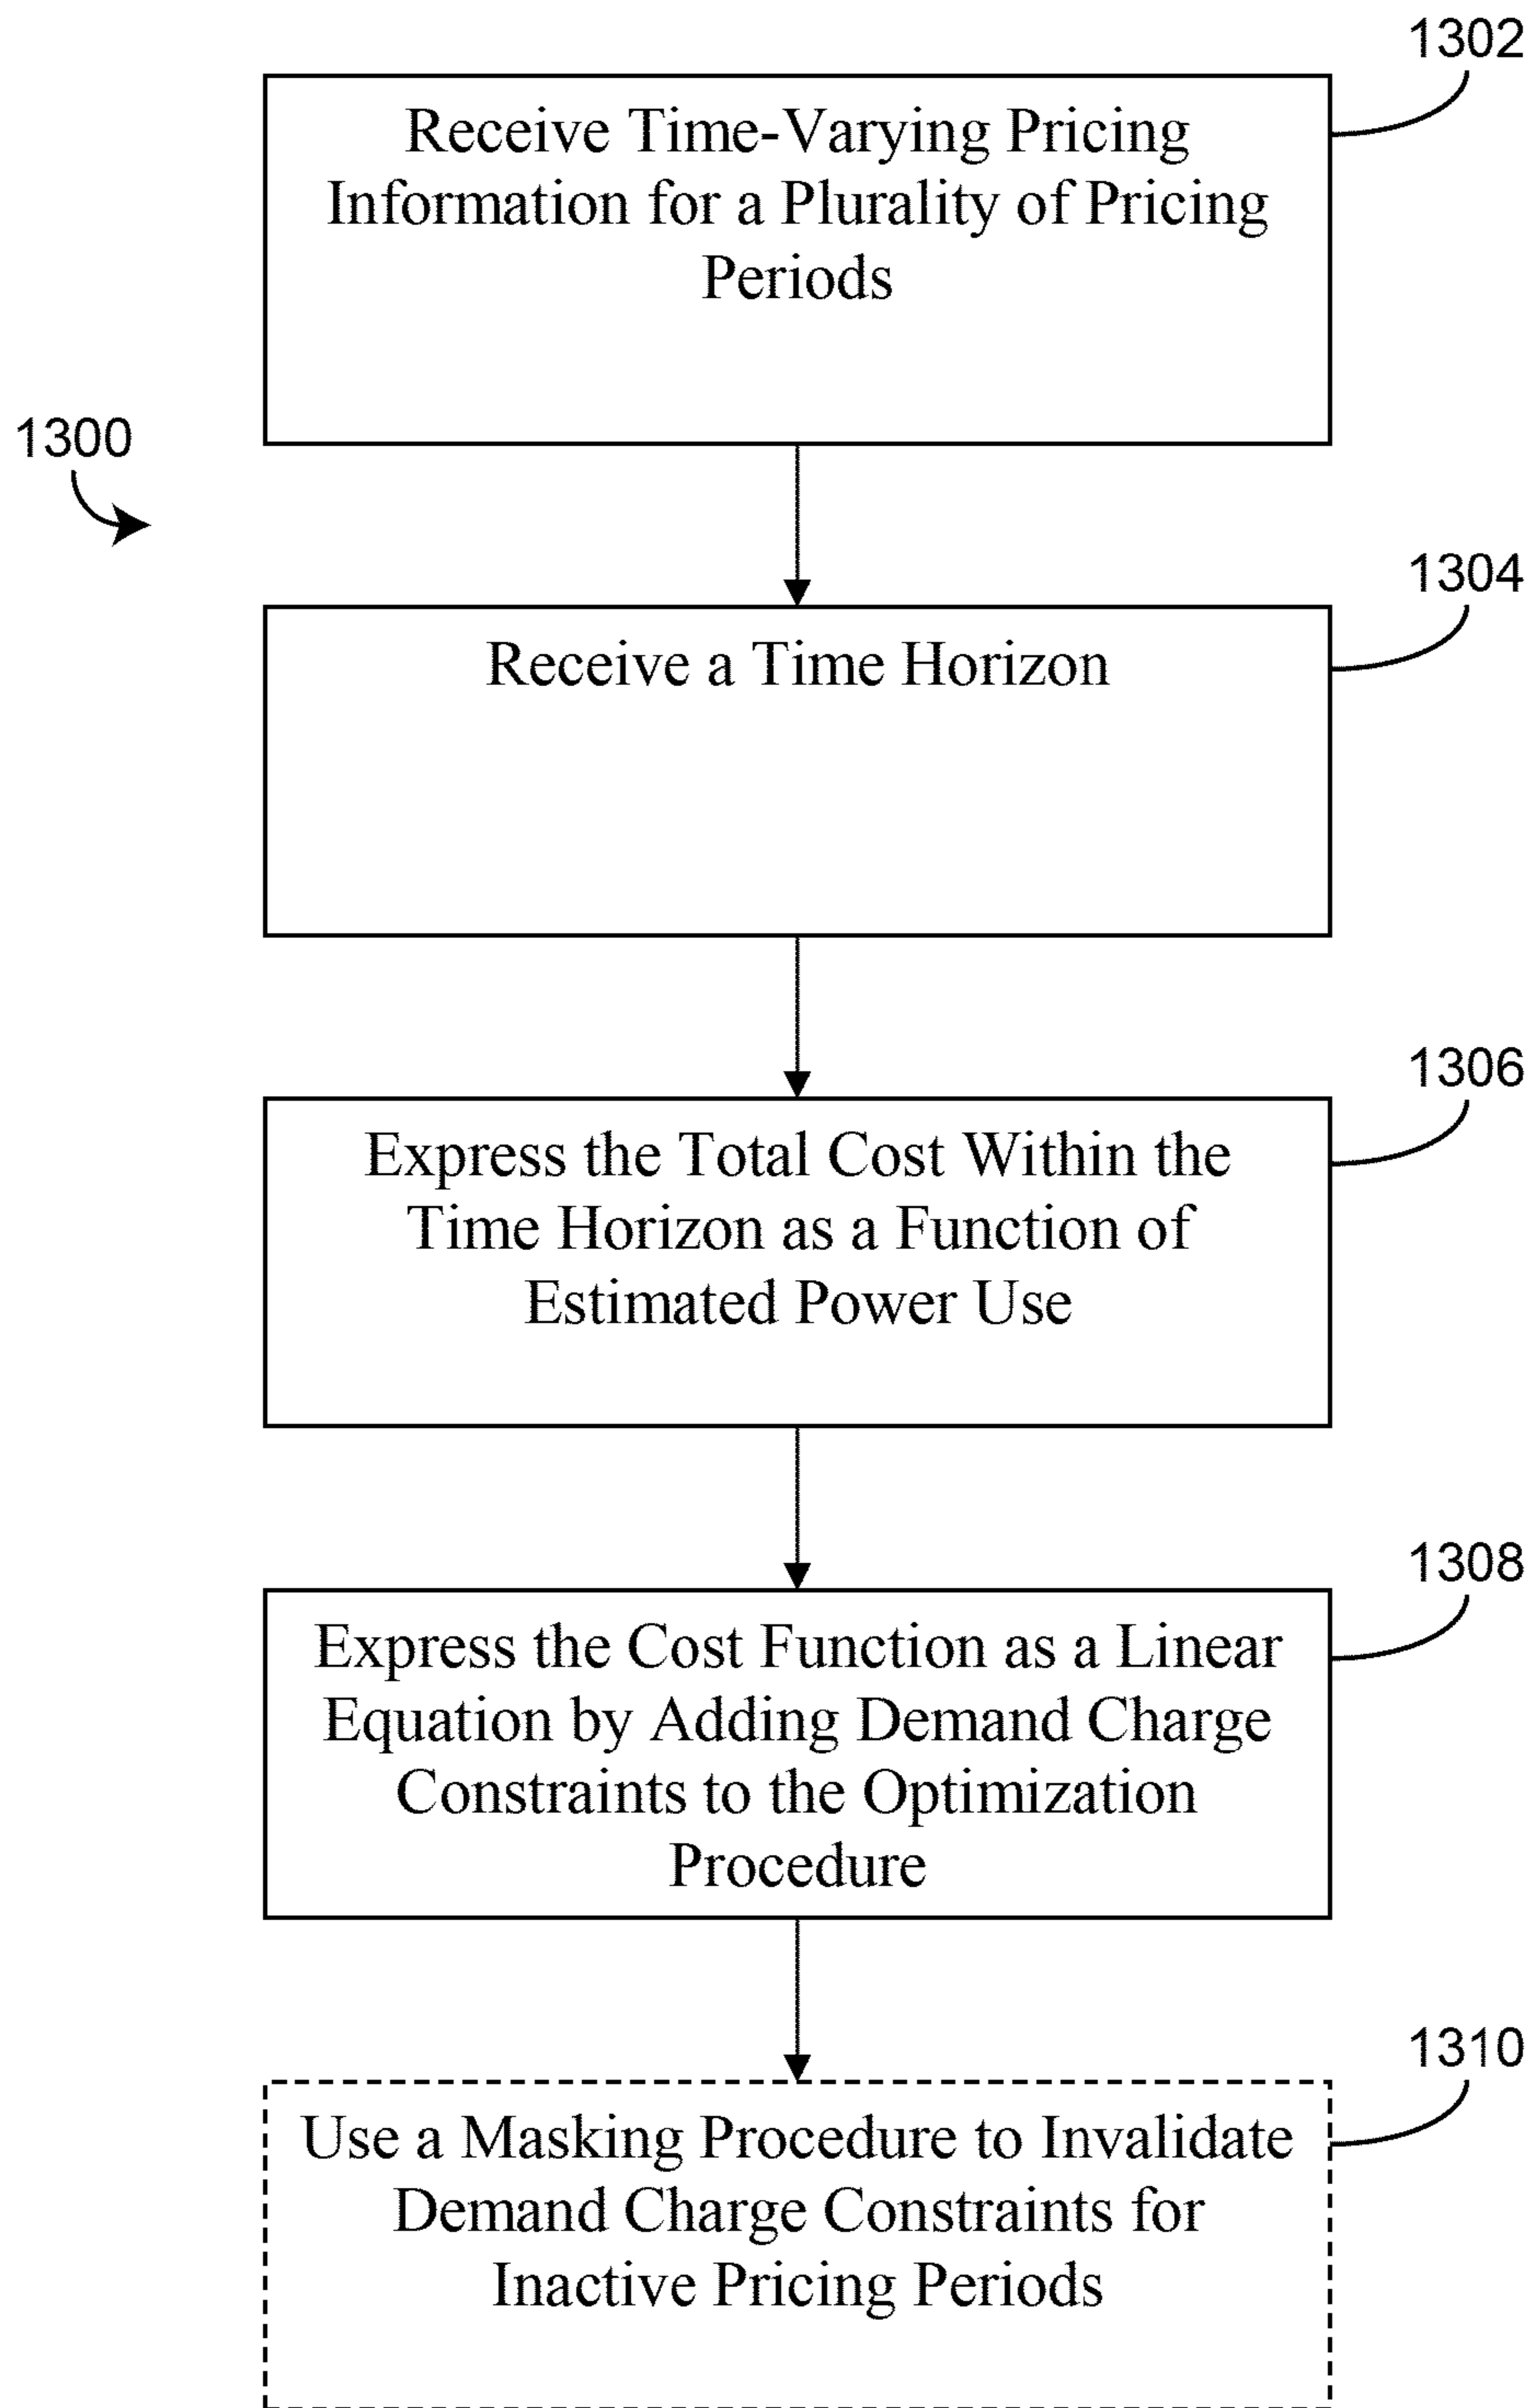 1302
Receive Time-Varying Pricing
Information for a Plurality of Pricing
Periods
1300
1304
Receive a Time Horizon
1306
Express the Total Cost Within the
Time Horizon as a Function of
Estimated Power Use
1308
Express the Cost Function as a Linear
Equation by Adding Demand Charge
Constraints to the Optimization
Procedure
1310
Use a Masking Procedure to Invalidate
Demand Charge Constraints for
Inactive Pricing Periods